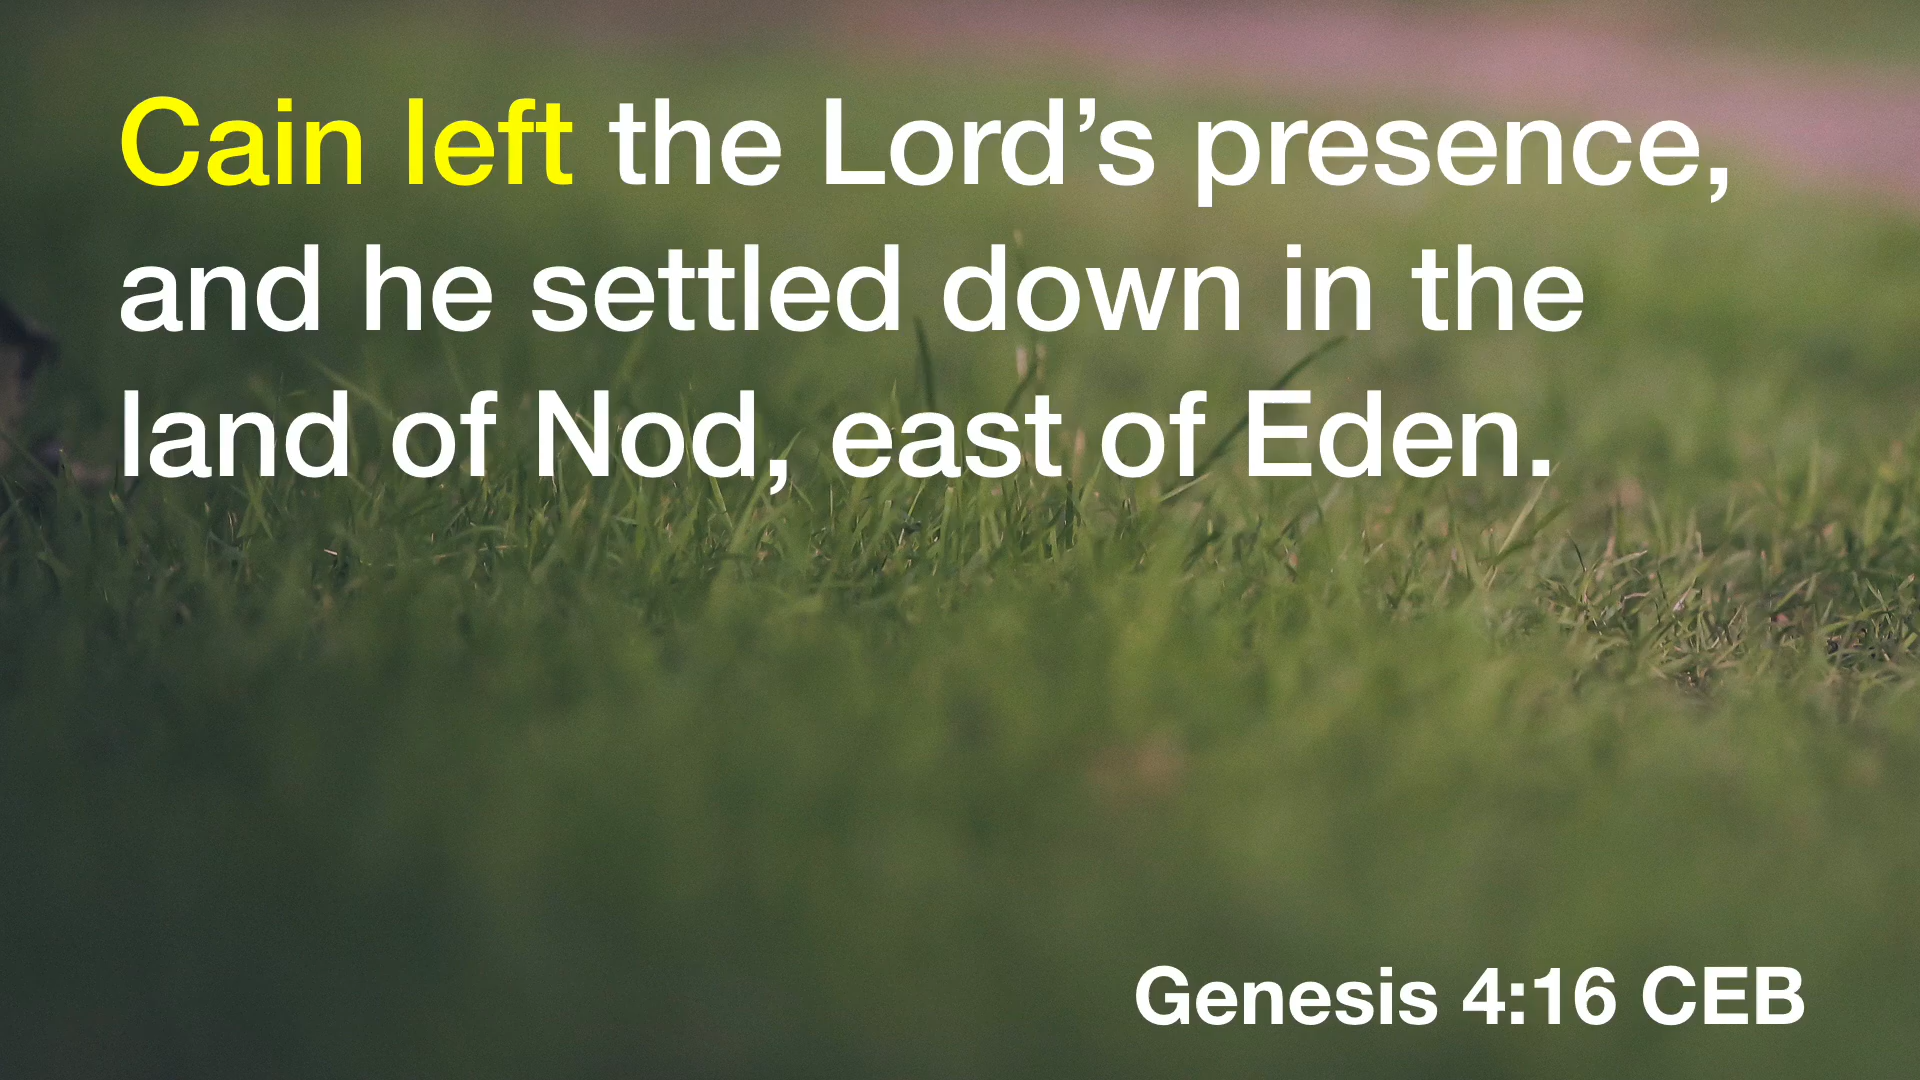 Cain left the Lord’s presence,
and he settled down in the
land of Nod, east of Eden.
Genesis 4:16 CEB